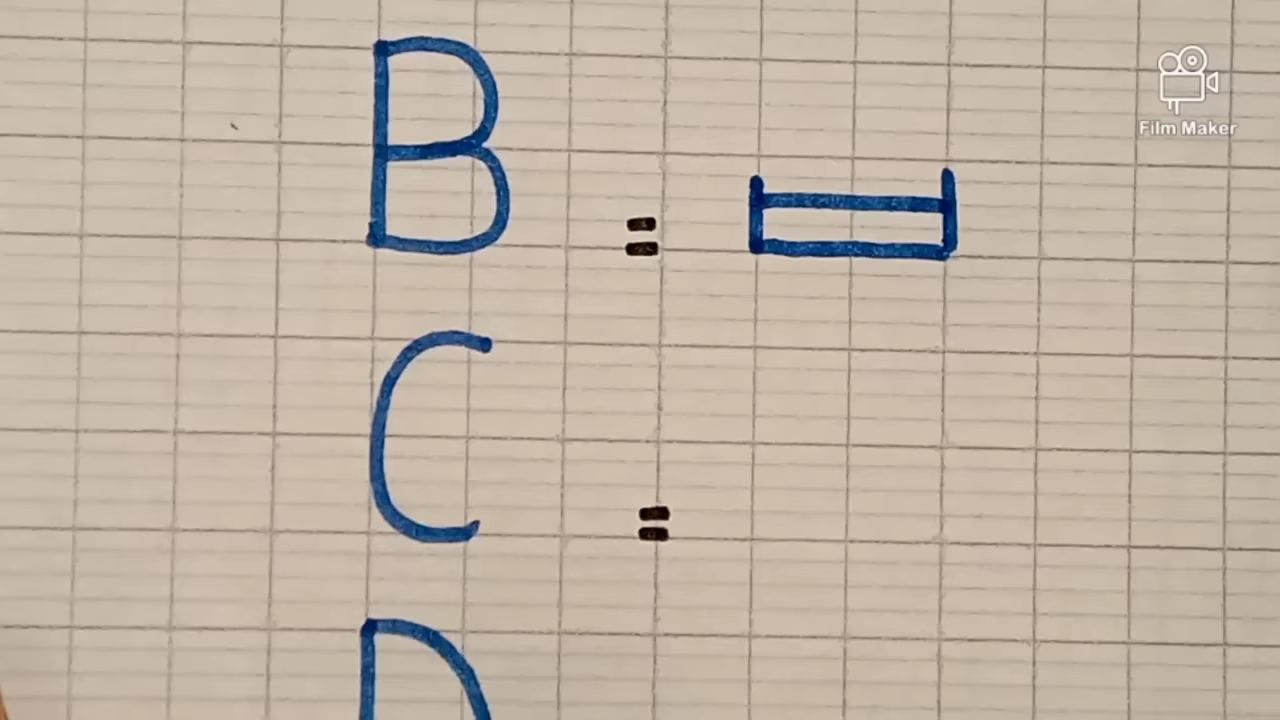 Film Maker
B = ㅂ
C =
D